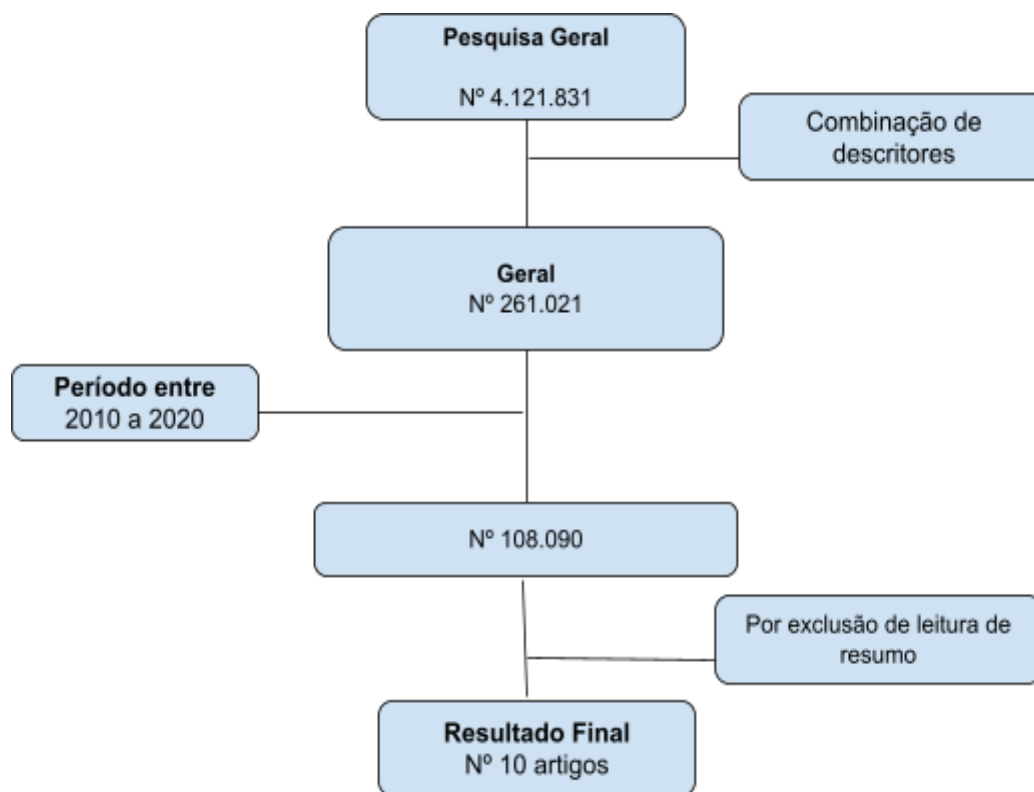 Pesquisa Geral
Nº 4.121.831
Combinação de
descritores
Geral
Nº 261.021
Período entre
2010 a 2020
Nº 108.090
Por exclusão de leitura de
resumo
Resultado Final
Nº 10 artigos